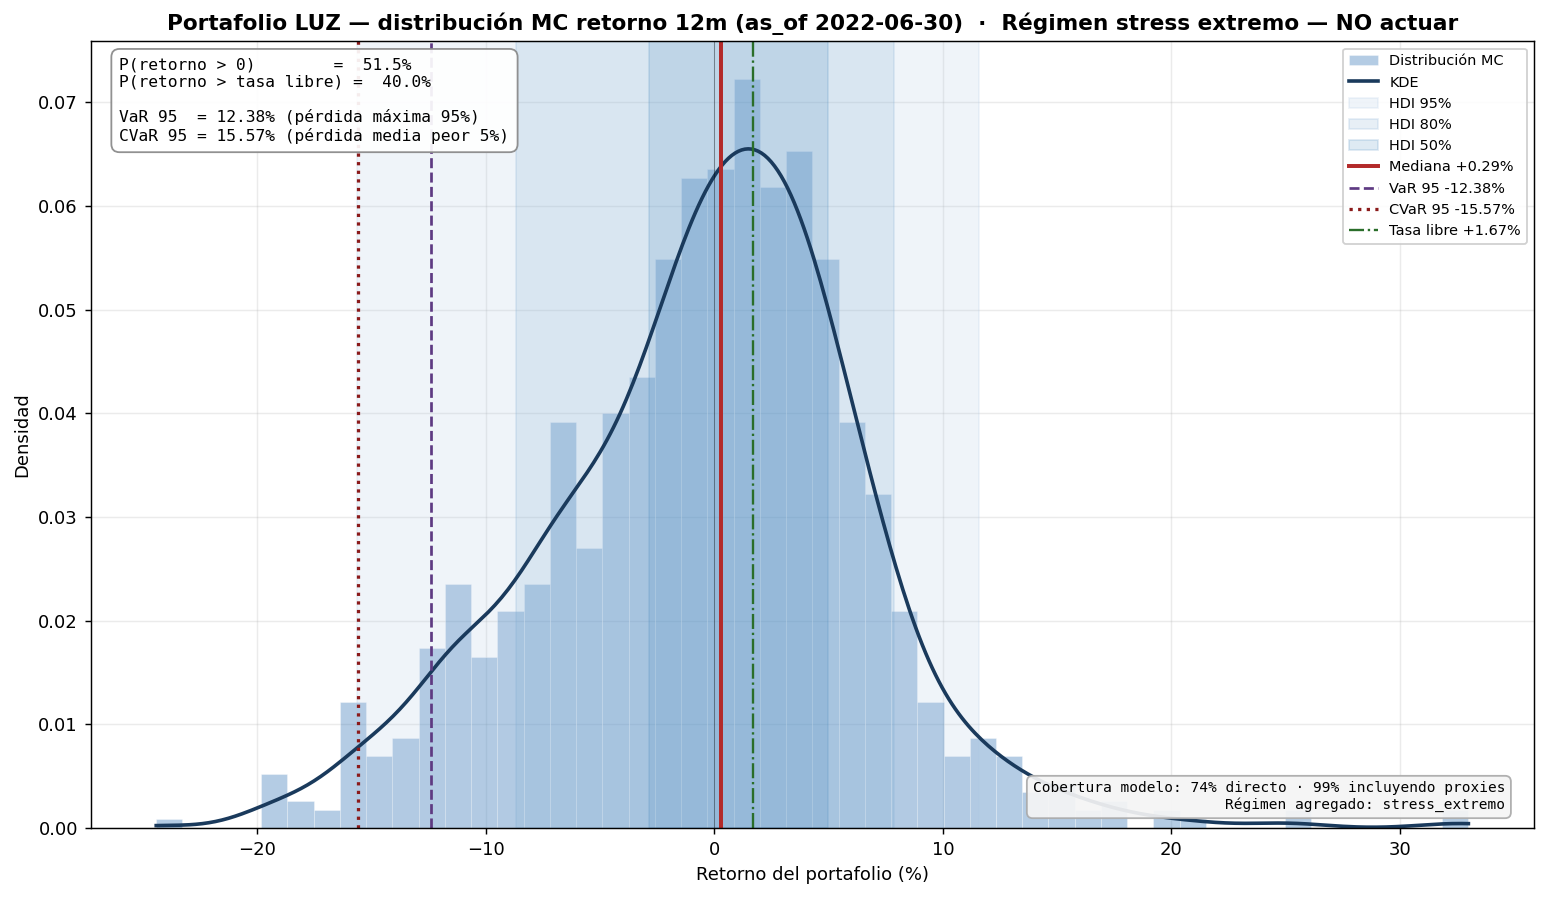 Portafolio LUZ — distribución MC retorno 12m (as_of 2022-06-30)  ·  Régimen stress extremo — NO actuar
P(retorno > 0)        =  51.5%
P(retorno > tasa libre) =  40.0%
VaR 95  = 12.38% (pérdida máxima 95%)
CVaR 95 = 15.57% (pérdida media peor 5%)
Distribución MC
KDE
HDI 95%
HDI 80%
HDI 50%
Mediana +0.29%
VaR 95 -12.38%
CVaR 95 -15.57%
Tasa libre +1.67%
Densidad
0.07
0.06
0.05
0.04
0.03
0.02
0.01
0.00
Cobertura modelo: 74% directo · 99% incluyendo proxies
Régimen agregado: stress_extremo
−20
−10
0
10
20
30
Retorno del portafolio (%)